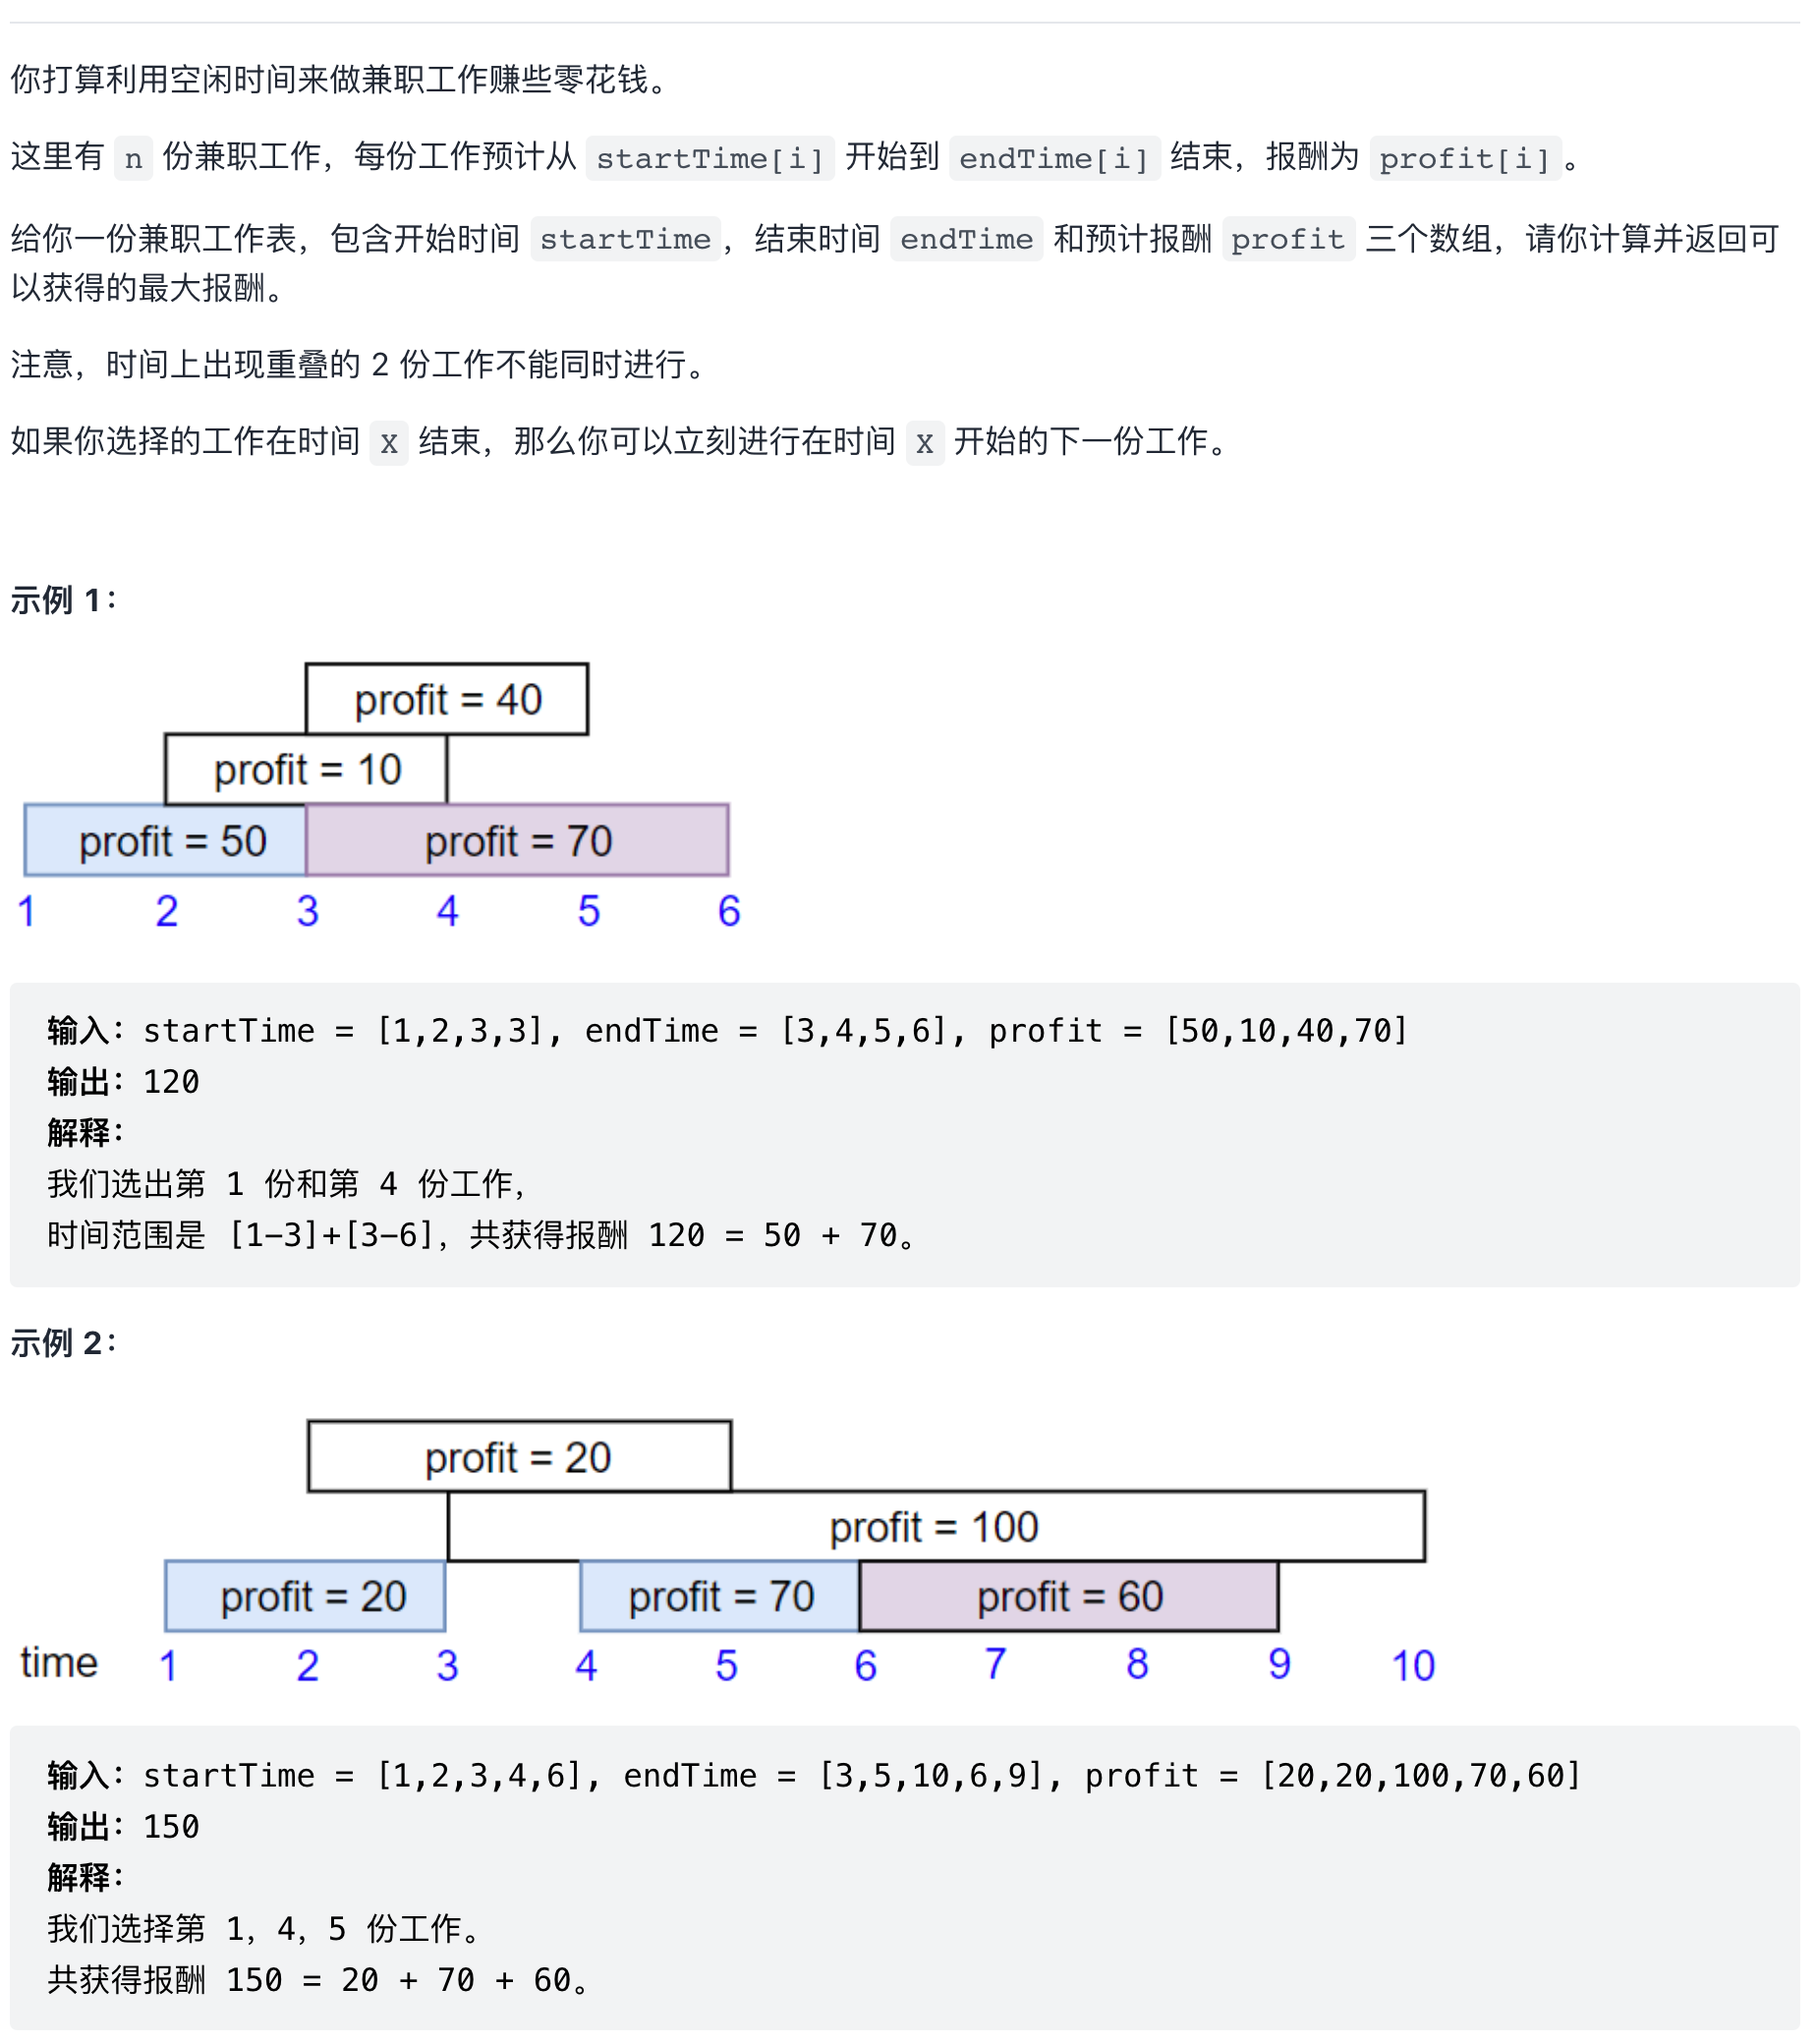 你打算利用空闲时间来做兼职工作赚些零花钱。
这里有 n 份兼职工作，每份工作预计从 startTime[i] 开始到 endTime[i] 结束，报酬为 profit[i]。
给你一份兼职工作表，包含开始时间 startTime，结束时间 endTime 和预计报酬 profit 三个数组，请你计算并返回可
以获得的最大报酬。
注意，时间上出现重叠的 2 份工作不能同时进行。
如果你选择的工作在时间 X 结束，那么你可以立刻进行在时间 X 开始的下一份工作。
示例 1：
profit = 40
profit = 10
profit = 50 profit = 70
1 2 3 4 5 6
输入：startTime = [1,2,3,3], endTime = [3,4,5,6], profit = [50,10,40,70]
输出：120
解释：
我们选出第 1 份和第 4 份工作，
时间范围是 [1-3]+[3-6]，共获得报酬 120 = 50 + 70。
示例 2：
profit = 20
profit = 100
profit = 20 profit = 70 profit = 60
time 1 2 3 4 5 6 7 8 9 10
输入：startTime = [1,2,3,4,6], endTime = [3,5,10,6,9], profit = [20,20,100,70,60]
输出：150
解释：
我们选择第 1，4，5 份工作。
共获得报酬 150 = 20 + 70 + 60。